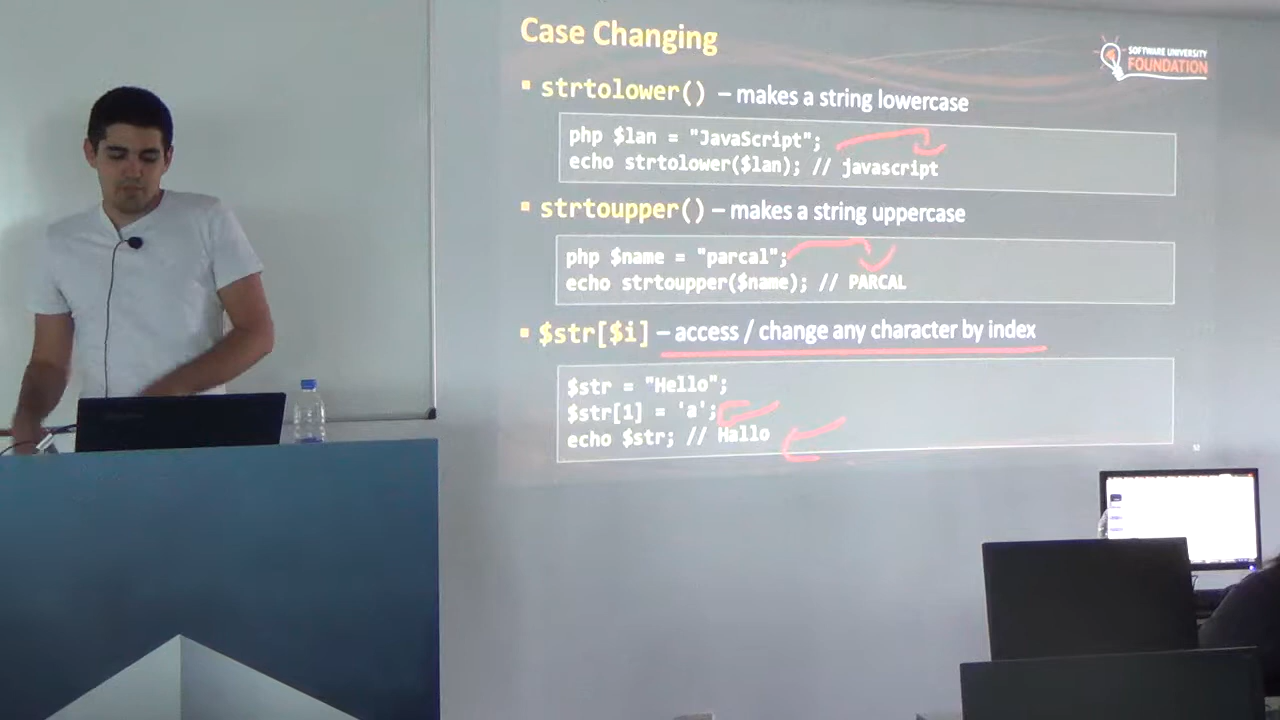 Case Changing
SOFTWARE UNIVERSITY
FOUNDATION
▪ strtolower() – makes a string lowercase
php $lan = "JavaScript";
echo strtolower($lan); // javascript
▪ strtoupper() – makes a string uppercase
php $name = "parcal";
echo strtoupper($name); // PARCAL
▪ $str[$i] – access / change any character by index
$str = "Hello";
$str[1] = 'a';
echo $str; // Hallo